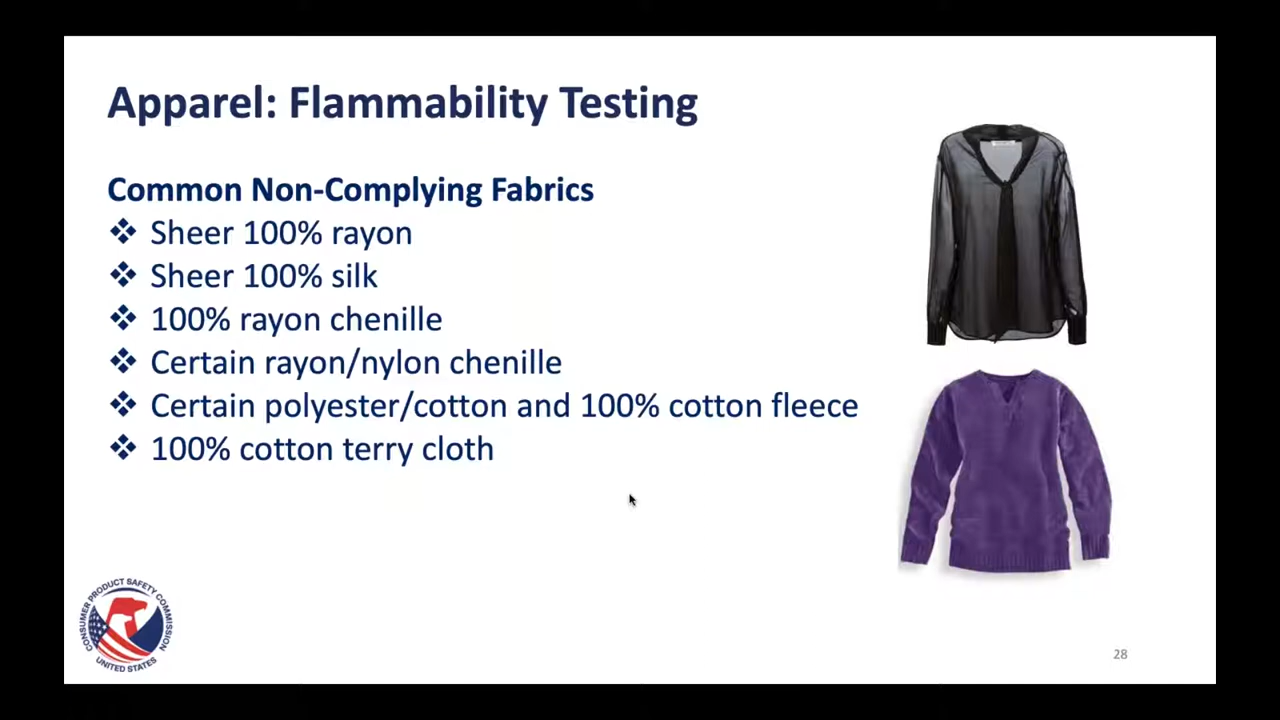 Apparel: Flammability Testing
Common Non-Complying Fabrics
❖ Sheer 100% rayon
❖ Sheer 100% silk
❖ 100% rayon chenille
❖ Certain rayon/nylon chenille
❖ Certain polyester/cotton and 100% cotton fleece
❖ 100% cotton terry cloth
CONSUMER PRODUCT SAFETY COMMISSION
UNITED STATES
28